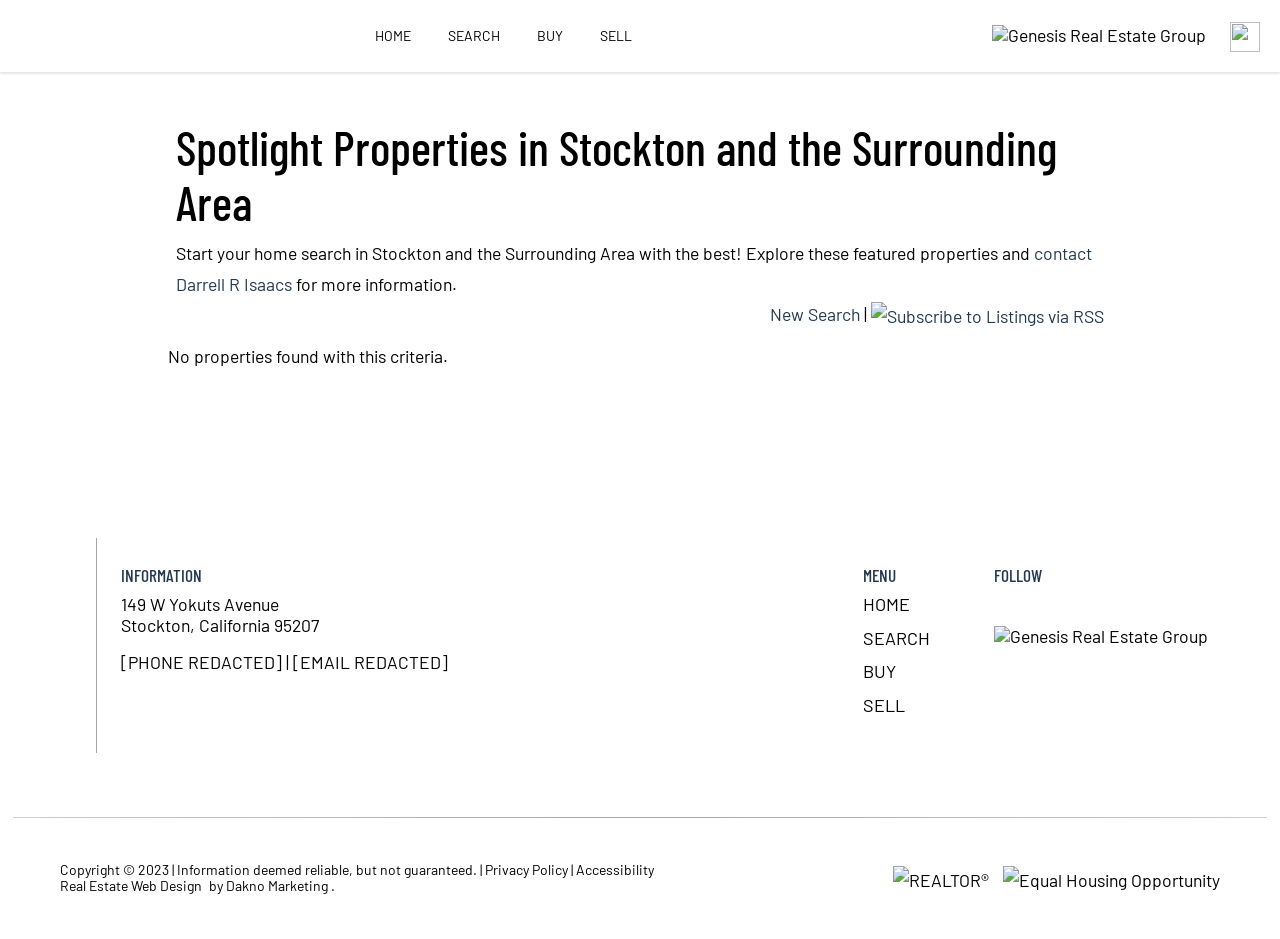 HOME SEARCH BUY SELL Genesis Real Estate Group
Spotlight Properties in Stockton and the Surrounding
Area
Start your home search in Stockton and the Surrounding Area with the best! Explore these featured properties and contact
Darrell R Isaacs for more information.
New Search | Subscribe to Listings via RSS
No properties found with this criteria.
INFORMATION
149 W Yokuts Avenue
Stockton, California 95207
[PHONE REDACTED] | [EMAIL REDACTED]
MENU
HOME
SEARCH
BUY
SELL
FOLLOW
Genesis Real Estate Group
Copyright © 2023 | Information deemed reliable, but not guaranteed. | Privacy Policy | Accessibility
Real Estate Web Design by Dakno Marketing .
REALTOR® Equal Housing Opportunity